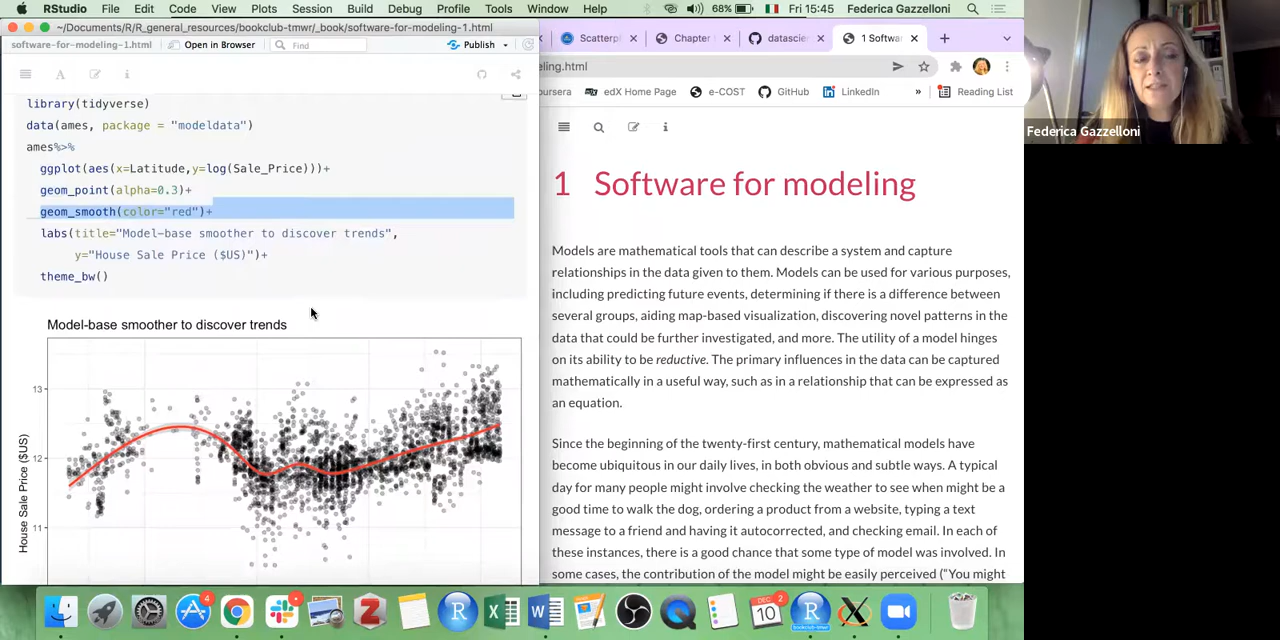 RStudio File Edit Code View Plots Session Build Debug Profile Tools Window Help 68% Fri 15:45 Federica Gazzelloni
~/Documents/R/R_general_resources/bookclub-tmwr/_book/software-for-modeling-1.html
software-for-modeling-1.html Open in Browser Find Publish
library(tidyverse)
data(ames, package = "modeldata")
ames%>%
ggplot(aes(x=Latitude,y=log(Sale_Price)))+
geom_point(alpha=0.3)+
geom_smooth(color="red")+
labs(title="Model-base smoother to discover trends",
y="House Sale Price ($US)")+
theme_bw()
Model-base smoother to discover trends
House Sale Price ($US)
13
12
11
Scatterpl Chapter datascien 1 Softwar
eling.html
oursera edX Home Page e-COST GitHub LinkedIn » Reading List
1 Software for modeling
Models are mathematical tools that can describe a system and capture
relationships in the data given to them. Models can be used for various purposes,
including predicting future events, determining if there is a difference between
several groups, aiding map-based visualization, discovering novel patterns in the
data that could be further investigated, and more. The utility of a model hinges
on its ability to be reductive. The primary influences in the data can be captured
mathematically in a useful way, such as in a relationship that can be expressed as
an equation.
Since the beginning of the twenty-first century, mathematical models have
become ubiquitous in our daily lives, in both obvious and subtle ways. A typical
day for many people might involve checking the weather to see when might be a
good time to walk the dog, ordering a product from a website, typing a text
message to a friend and having it autocorrected, and checking email. In each of
these instances, there is a good chance that some type of model was involved. In
some cases, the contribution of the model might be easily perceived ("You might
Federica Gazzelloni
4
DEC
10
2
bookclub-tmwr